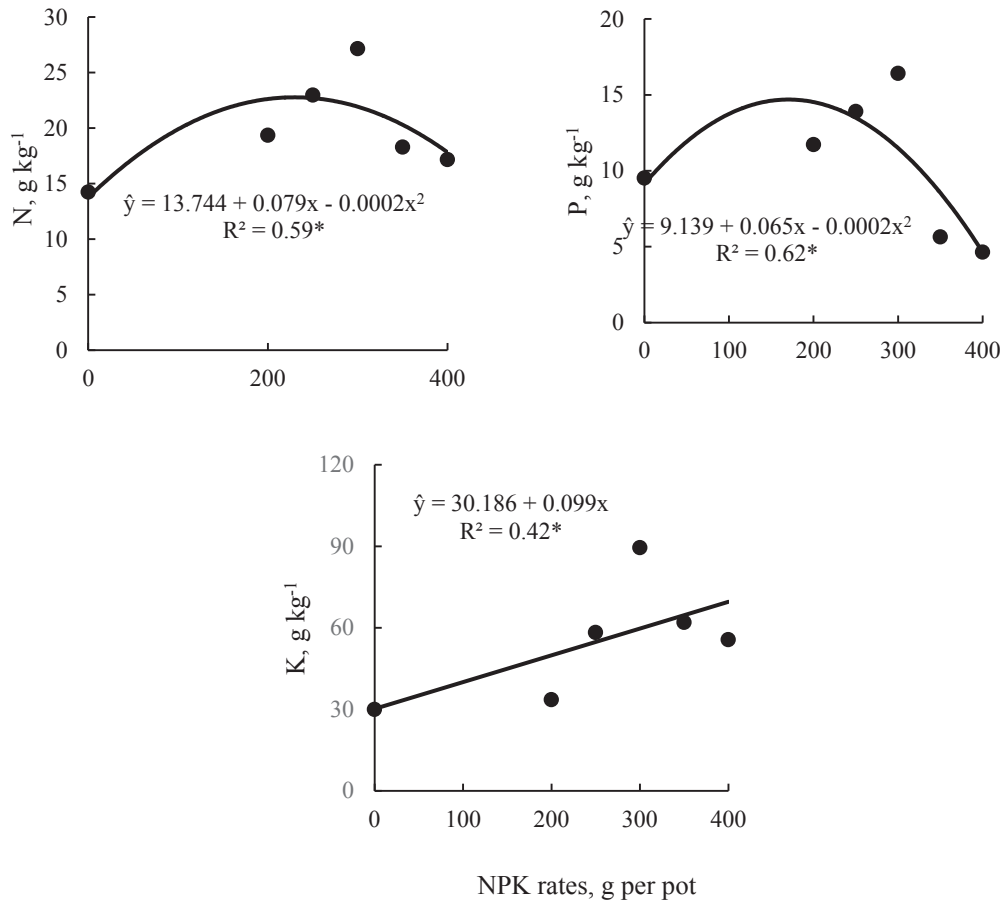 30
25
20
15
10
5
0
N, g kg-1
ŷ = 13.744 + 0.079x - 0.0002x²
R² = 0.59*
0 200 400
20
15
10
5
0
P, g kg-1
ŷ = 9.139 + 0.065x - 0.0002x²
R² = 0.62*
0 100 200 300 400
120
90
60
30
0
K, g kg-1
ŷ = 30.186 + 0.099x
R² = 0.42*
0 100 200 300 400
NPK rates, g per pot